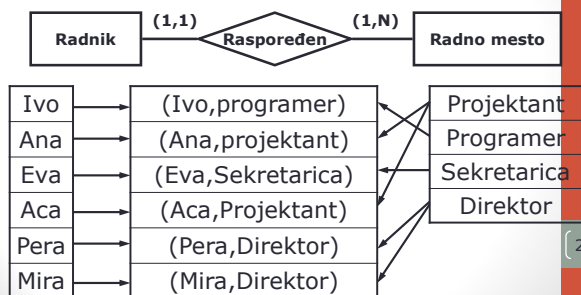 (1,1)
(1,N)
Radnik
Raspoređen
Radno mesto
Ivo
(Ivo,programer)
Projektant
Ana
(Ana,projektant)
Programer
Eva
(Eva,Sekretarica)
Sekretarica
Aca
(Aca,Projektant)
Direktor
Pera
(Pera,Direktor)
2
Mira
(Mira,Direktor)